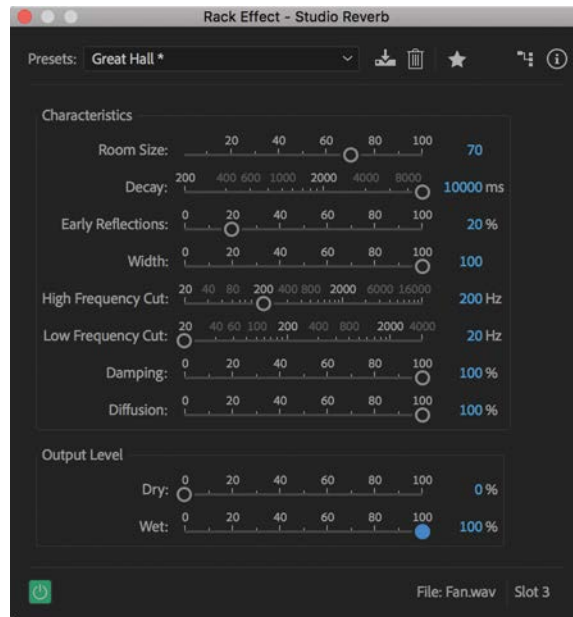 Rack Effect - Studio Reverb
Presets: Great Hall *
Characteristics
20 40 60 80 100
Room Size: 70
200 400 600 1000 2000 4000 8000
Decay: 10000 ms
0 20 40 60 80 100
Early Reflections: 20 %
0 20 40 60 80 100
Width: 100
20 40 80 200 400 800 2000 6000 16000
High Frequency Cut: 200 Hz
20 40 60 100 200 400 800 2000 4000
Low Frequency Cut: 20 Hz
0 20 40 60 80 100
Damping: 100 %
0 20 40 60 80 100
Diffusion: 100 %
Output Level
0 20 40 60 80 100
Dry: 0 %
0 20 40 60 80 100
Wet: 100 %
File: Fan.wav Slot 3